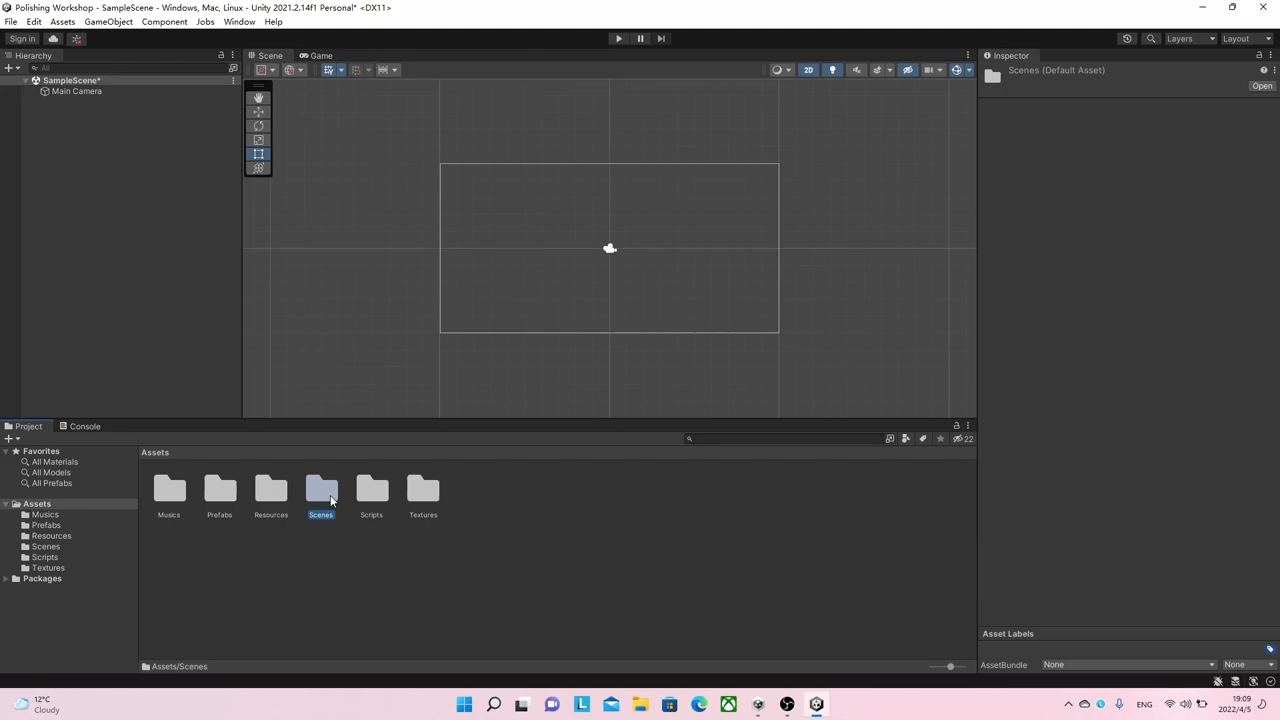 Polishing Workshop - SampleScene - Windows, Mac, Linux - Unity 2021.2.14f1 Personal* <DX11>
File Edit Assets GameObject Component Jobs Window Help
Sign in Layers Layout
Hierarchy Scene Game Inspector
All 2D Scenes (Default Asset)
SampleScene* Open
Main Camera
Project Console
22
Favorites Assets
All Materials
All Models
All Prefabs
Assets
Musics
Prefabs
Resources
Scenes
Scripts
Textures
Packages
Musics Prefabs Resources Scenes Scripts Textures
Asset Labels
Assets/Scenes AssetBundle None None
12°C
Cloudy
19:09
2022/4/5